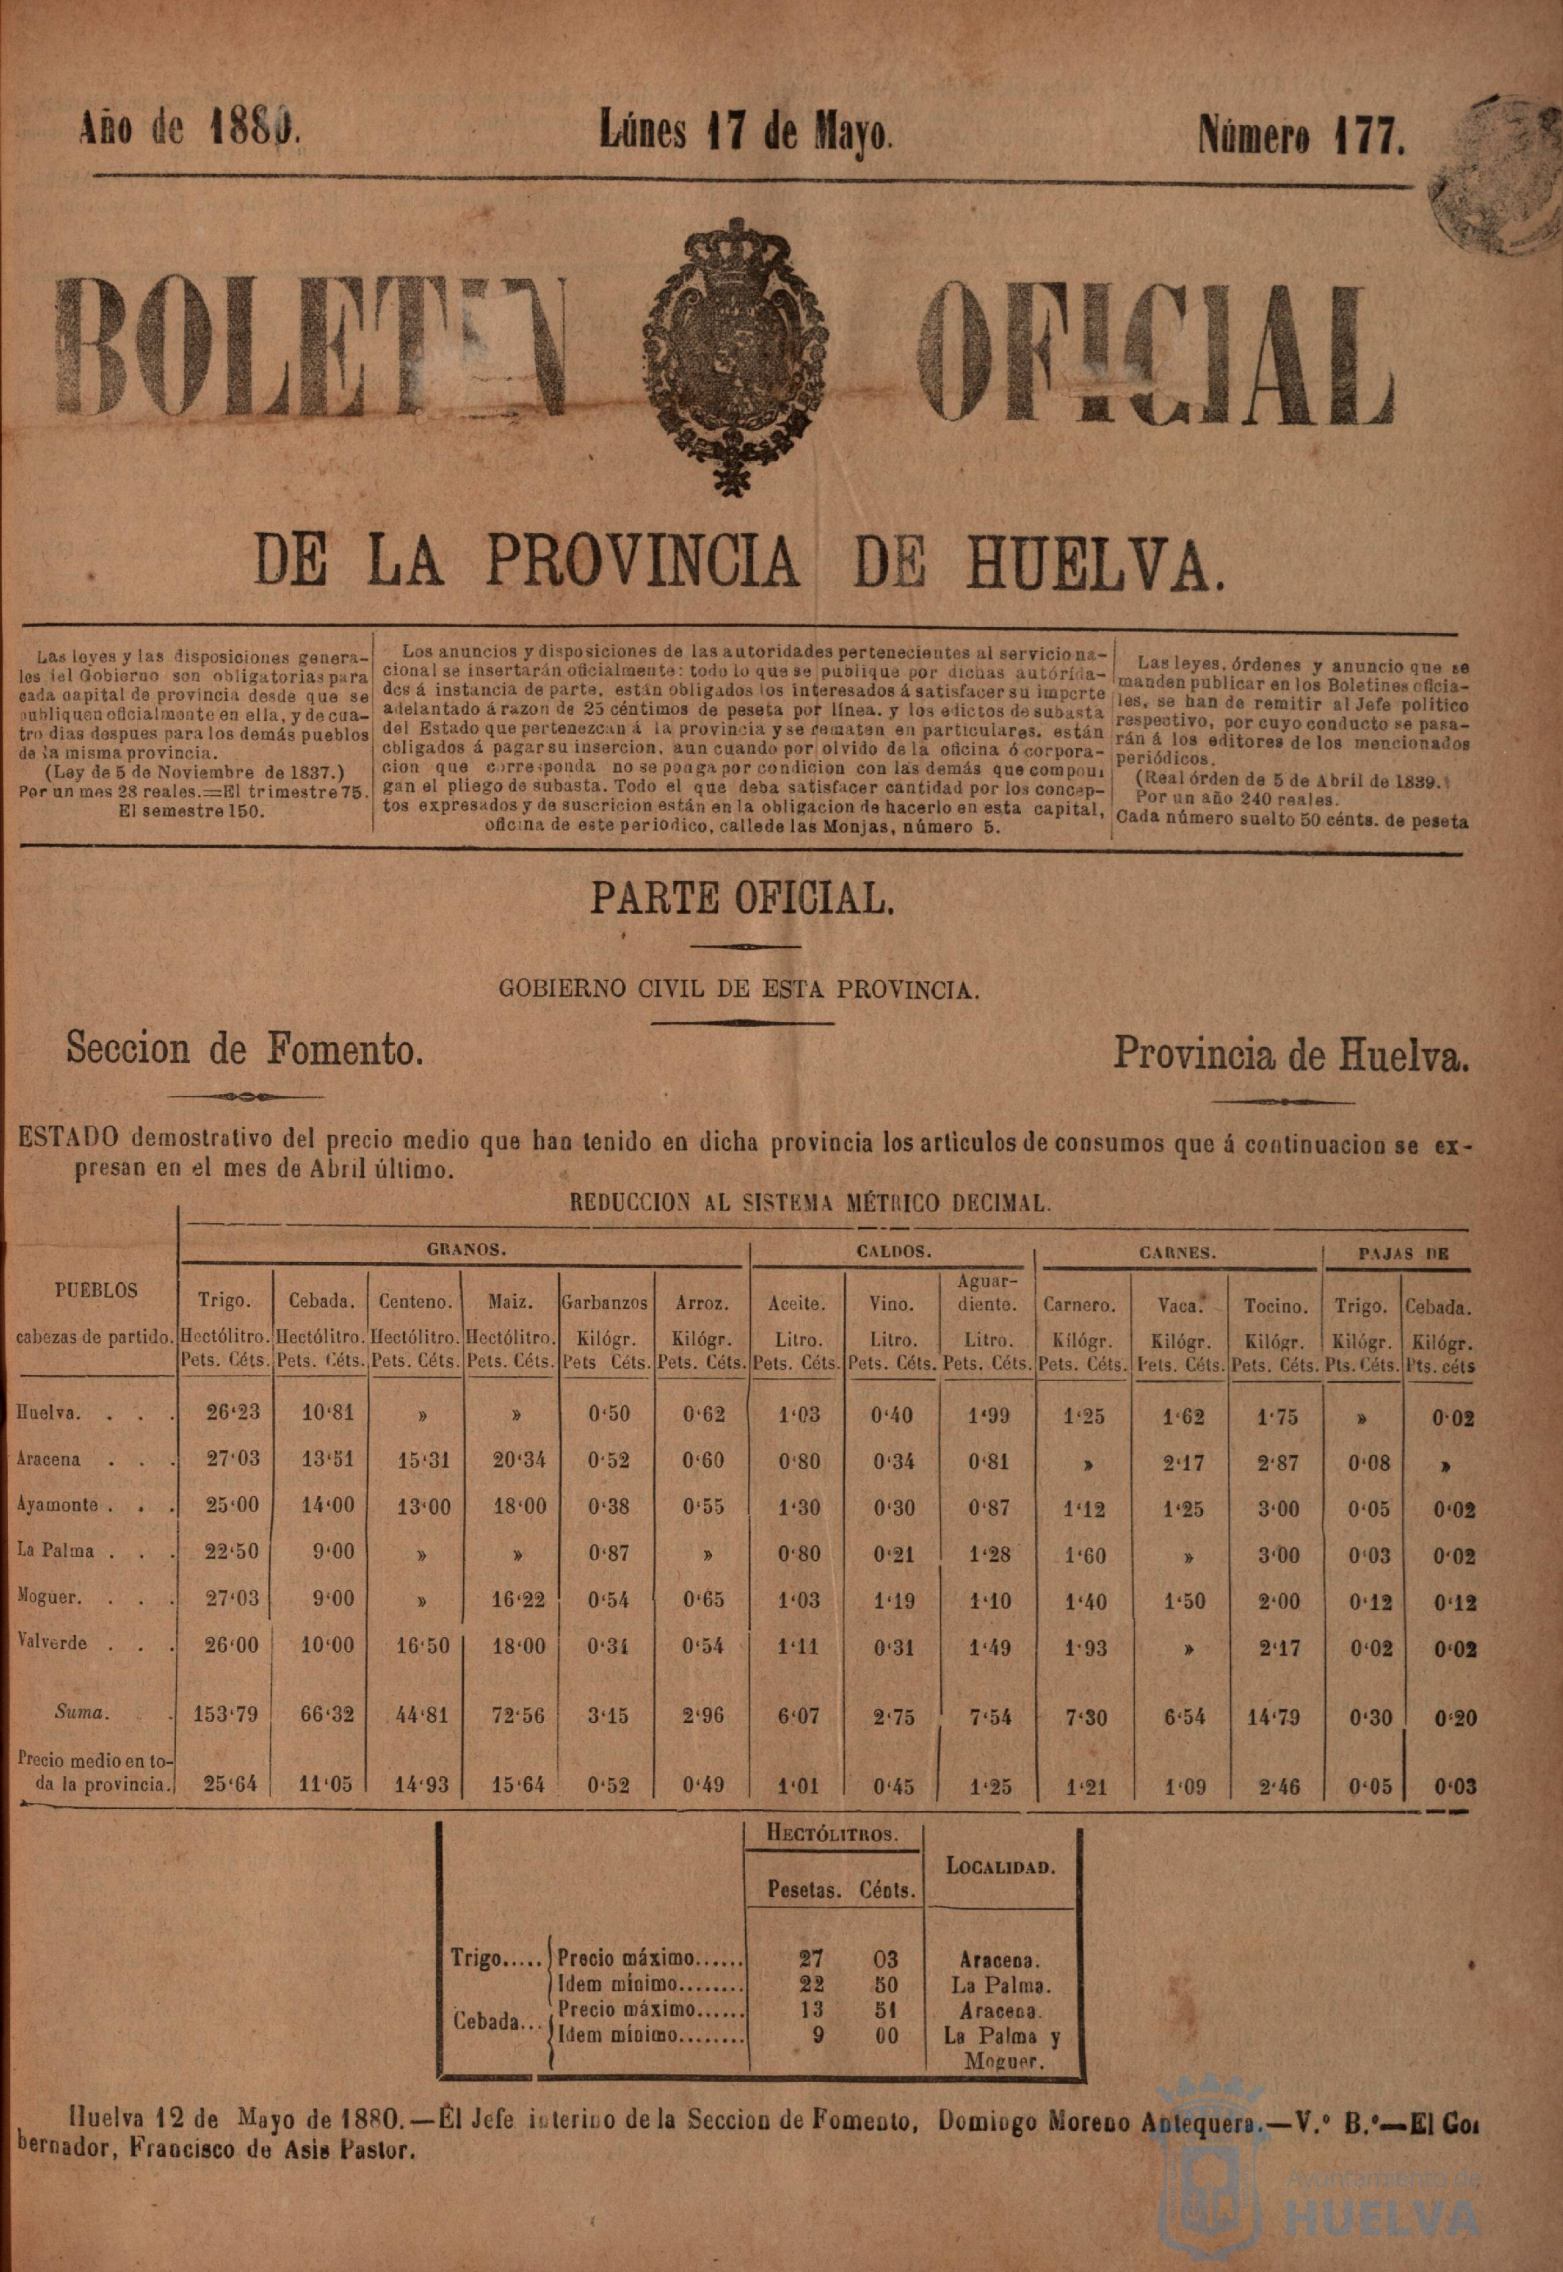 Año de 1880. Lúnes 17 de Mayo. Número 177.
BOLETIN OFICIAL
DE LA PROVINCIA DE HUELVA.
Las leyes y las disposiciones genera-
les del Gobierno son obligatorias para
cada capital de provincia desde que se
publiquen oficialmente en ella, y de cua-
tro dias despues para los demás pueblos
de la misma provincia.
(Ley de 5 de Noviembre de 1837.)
Por un mes 28 reales.=El trimestre 75.
El semestre 150.
Los anuncios y disposiciones de las autoridades pertenecientes al servicio na-
cional se insertarán oficialmente: todo lo que se publique por dichas autórida-
des á instancia de parte, están obligados los interesados á satisfacer su importe
adelantado á razon de 25 céntimos de peseta por línea. y los edictos de subasta
del Estado que pertenezcan á la provincia y se rematen en particulares. están
obligados á pagar su insercion, aun cuando por olvido de la oficina ó corpora-
cion que corresponda no se ponga por condicion con las demás que compon
gan el pliego de subasta. Todo el que deba satisfacer cantidad por los concep-
tos expresados y de suscricion están en la obligacion de hacerlo en esta capital,
oficina de este periodico, calle de las Monjas, número 5.
Las leyes, órdenes y anuncio que se
manden publicar en los Boletines oficia-
les, se han de remitir al Jefe político
respectivo, por cuyo conducto se pasa-
rán á los editores de los mencionados
periódicos.
(Real órden de 5 de Abril de 1839.)
Por un año 240 reales.
Cada número suelto 50 cénts. de peseta
PARTE OFICIAL.
GOBIERNO CIVIL DE ESTA PROVINCIA.
Seccion de Fomento. Provincia de Huelva.
ESTADO demostrativo del precio medio que han tenido en dicha provincia los articulos de consumos que á continuacion se ex-
presan en el mes de Abril último.
REDUCCION AL SISTEMA MÉTRICO DECIMAL.
GRANOS. CALDOS. CARNES. PAJAS DE
PUEBLOS
cabezas de partido.
Trigo. Cebada. Centeno. Maiz. Garbanzos Arroz. Aceite. Vino. Aguar-diente. Carnero. Vaca. Tocino. Trigo. Cebada.
Hectólitro. Hectólitro. Hectólitro. Hectólitro. Kilógr. Kilógr. Litro. Litro. Litro. Kilógr. Kilógr. Kilógr. Kilógr. Kilógr.
Pets. Céts. Pets. Céts. Pets. Céts. Pets. Céts. Pets Céts. Pets. Céts. Pets. Céts. Pets. Céts. Pets. Céts. Pets. Céts. Pets. Céts. Pets. Céts. Pts. Céts. Pts. céts
Huelva. . . . 26'23 10'81 » » 0'50 0'62 1'03 0'40 1'99 1'25 1'62 1'75 » 0'02
Aracena . . . 27'03 13'51 15'31 20'34 0'52 0'60 0'80 0'34 0'81 » 2'17 2'87 0'08 »
Ayamonte . . . 25'00 14'00 13'00 18'00 0'38 0'55 1'30 0'30 0'87 1'12 1'25 3'00 0'05 0'02
La Palma . . . 22'50 9'00 » » 0'87 » 0'80 0'21 1'28 1'60 » 3'00 0'03 0'02
Moguer. . . . 27'03 9'00 » 16'22 0'54 0'65 1'03 1'19 1'10 1'40 1'50 2'00 0'12 0'12
Valverde . . . 26'00 10'00 16'50 18'00 0'34 0'54 1'11 0'31 1'49 1'93 » 2'17 0'02 0'02
Suma. . . 153'79 66'32 44'81 72'56 3'15 2'96 6'07 2'75 7'54 7'30 6'54 14'79 0'30 0'20
Precio medio en to-
da la provincia. 25'64 11'05 14'93 15'64 0'52 0'49 1'01 0'45 1'25 1'21 1'09 2'46 0'05 0'03
HECTÓLITROS. LOCALIDAD.
Pesetas. Cénts.
Trigo..... Precio máximo...... 27 03 Aracena.
Idem mínimo........ 22 50 La Palma.
Cebada... Precio máximo...... 13 51 Aracena.
Idem mínimo........ 9 00 La Palma y
Moguer.
Huelva 12 de Mayo de 1880.—El Jefe interino de la Seccion de Fomento, Domingo Moreno Antequera.—V.º B.º—El Go
bernador, Francisco de Asis Pastor.
Ayuntamiento de
HUELVA